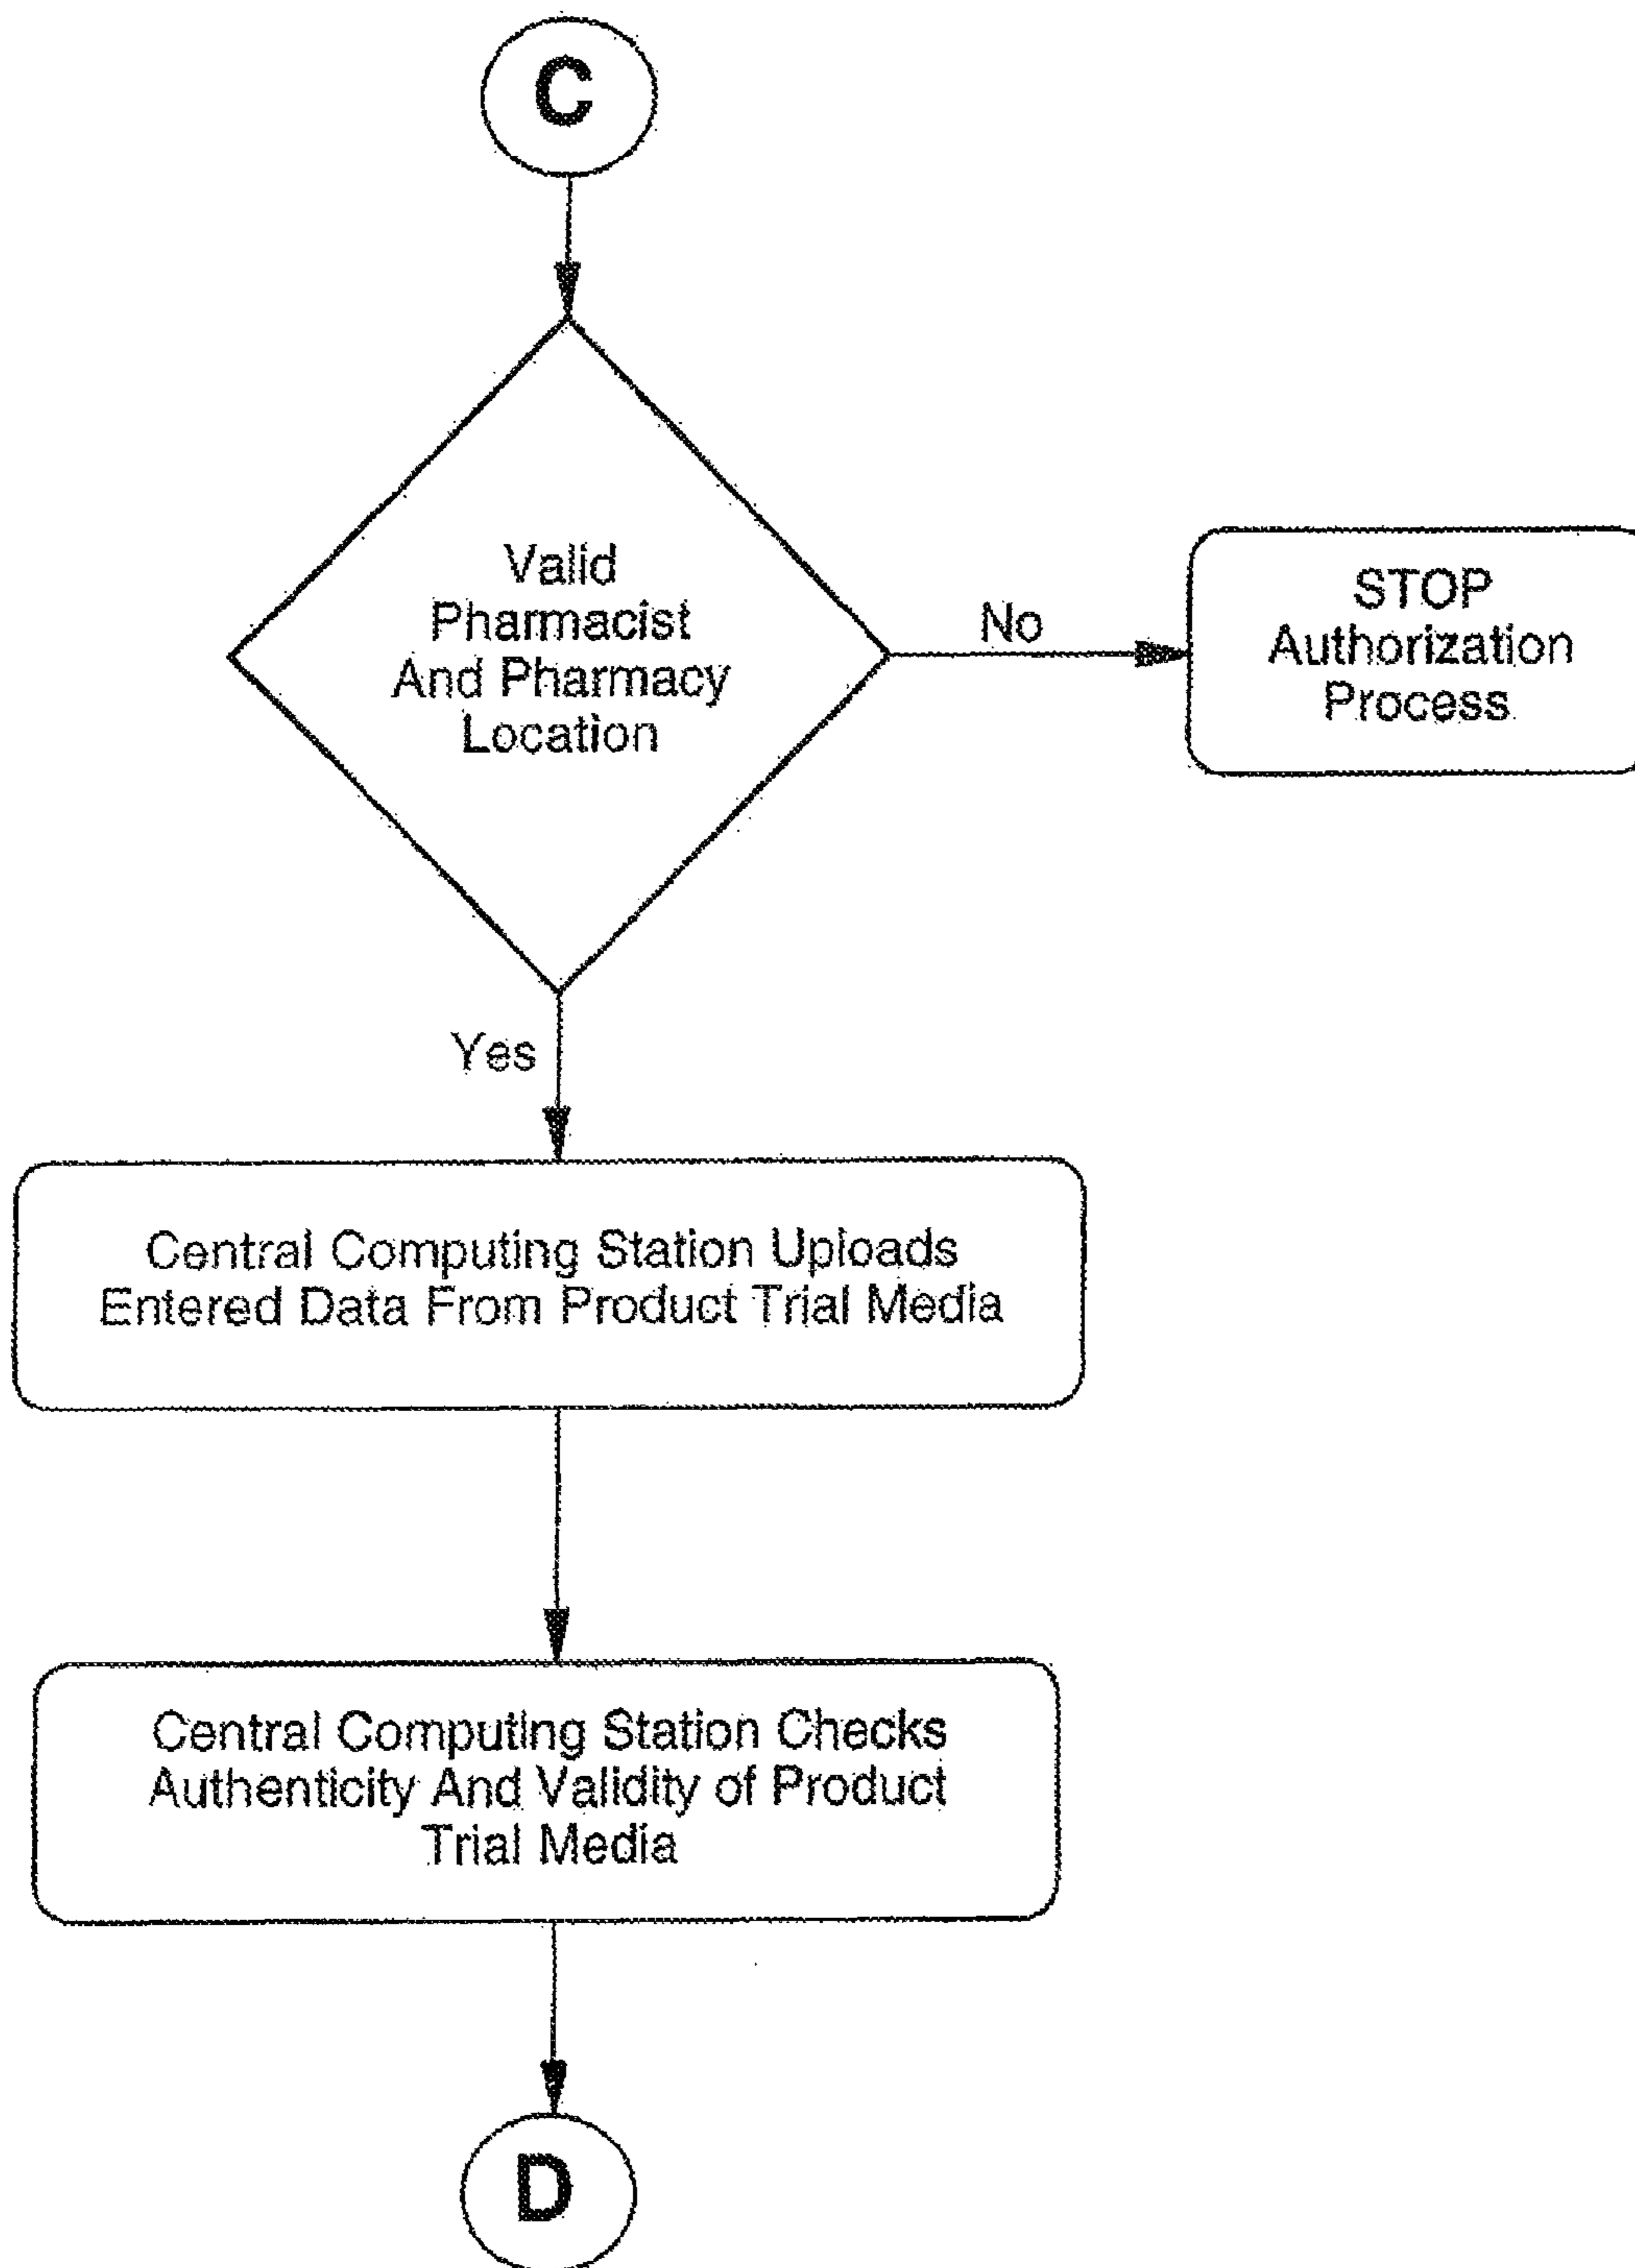 C
Valid
Pharmacist
And Pharmacy
Location
No
STOP
Authorization
Process
Yes
Central Computing Station Uploads
Entered Data From Product Trial Media
Central Computing Station Checks
Authenticity And Validity of Product
Trial Media
D